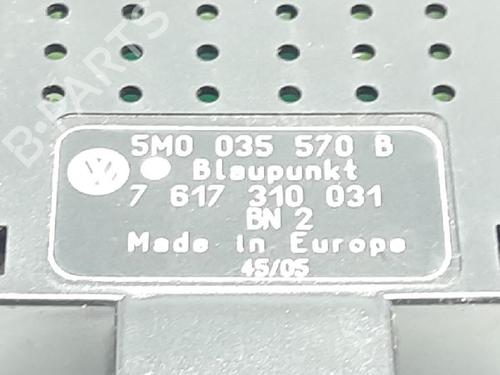 B-PARTS
5M0 035 570 B
Blaupunkt
7 617 310 031
BN 2
Made in Europe
45/05